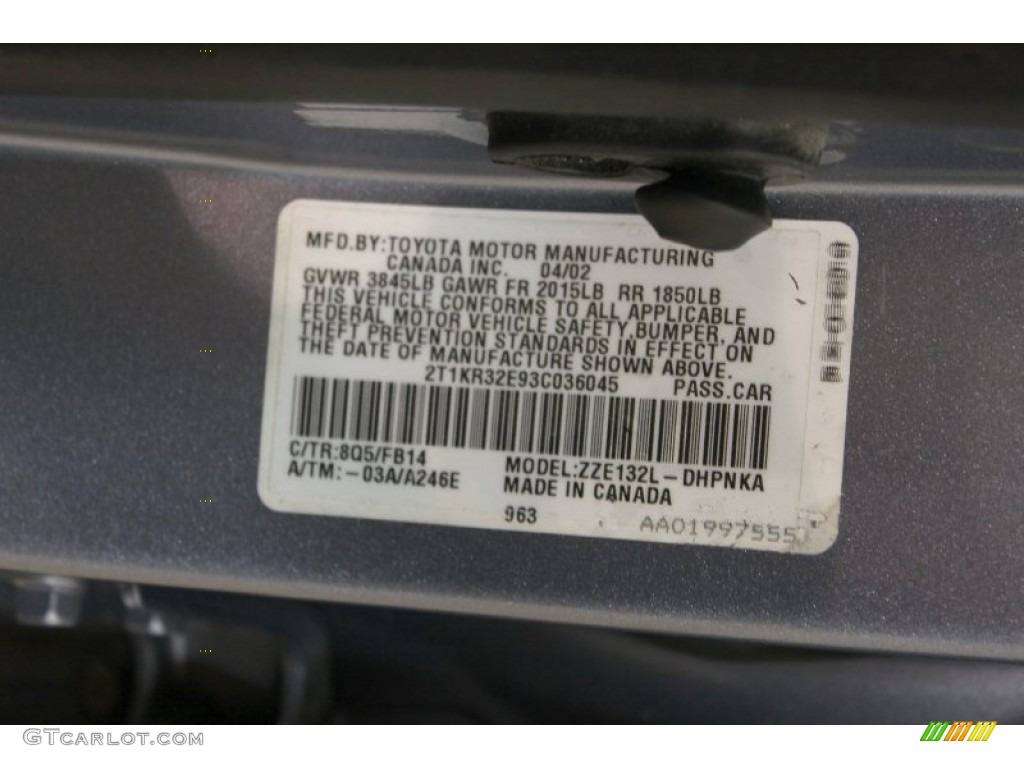 MFD.BY:TOYOTA MOTOR MANUFACTURING
CANADA INC. 04/02
GVWR 3845LB GAWR FR 2015LB RR 1850LB
THIS VEHICLE CONFORMS TO ALL APPLICABLE
FEDERAL MOTOR VEHICLE SAFETY,BUMPER, AND
THEFT PREVENTION STANDARDS IN EFFECT ON
THE DATE OF MANUFACTURE SHOWN ABOVE.
2T1KR32E93C036045 PASS.CAR
C/TR:8Q5/FB14
A/TM:-03A/A246E
MODEL:ZZE132L-DHPNKA
MADE IN CANADA
963
AA01997555
GTCarlot.com